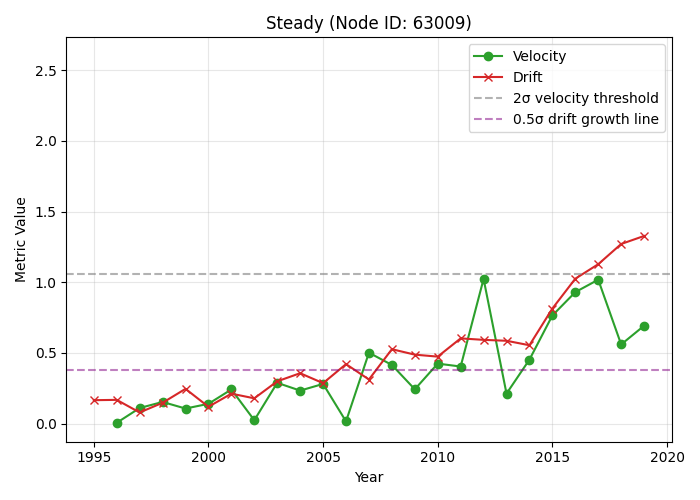 Steady (Node ID: 63009)
Velocity
Drift
2σ velocity threshold
0.5σ drift growth line
Metric Value
2.5
2.0
1.5
1.0
0.5
0.0
1995 2000 2005 2010 2015 2020
Year